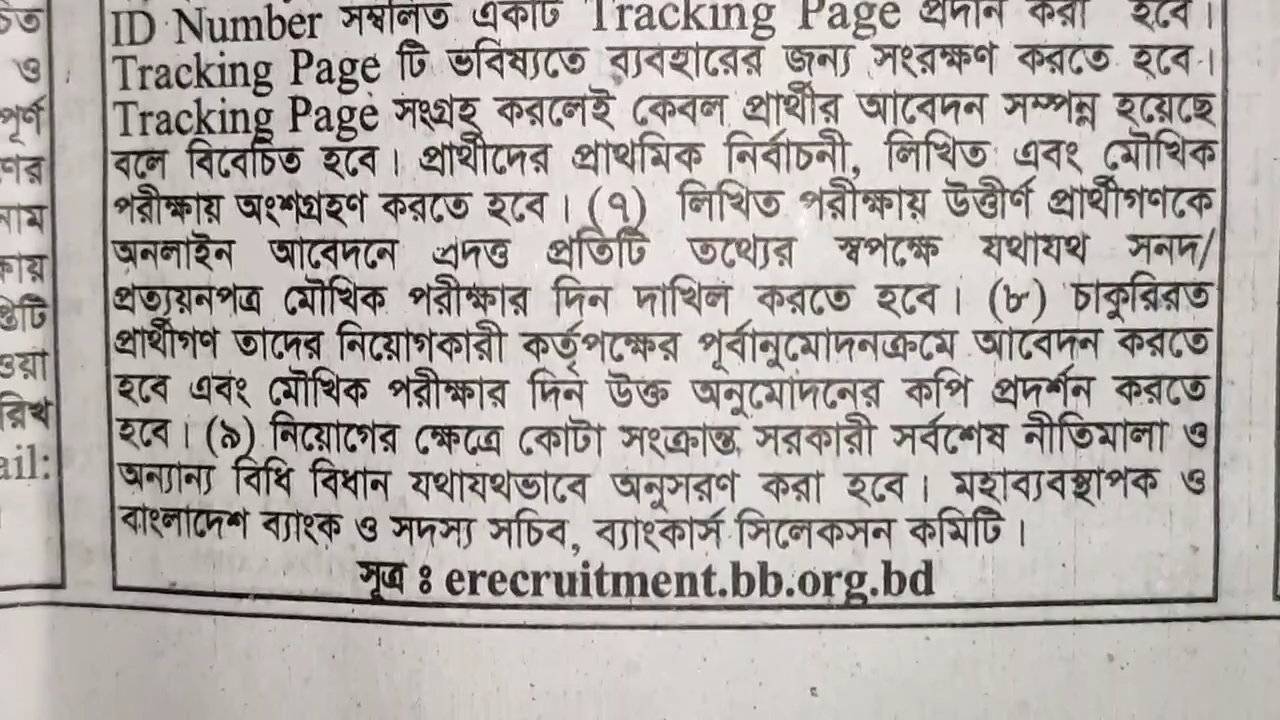 ID Number সম্বলিত একটি Tracking Page প্রদান করা হবে।
Tracking Page টি ভবিষ্যতে ব্যবহারের জন্য সংরক্ষণ করতে হবে।
Tracking Page সংগ্রহ করলেই কেবল প্রার্থীর আবেদন সম্পন্ন হয়েছে
বলে বিবেচিত হবে। প্রার্থীদের প্রাথমিক নির্বাচনী, লিখিত এবং মৌখিক
পরীক্ষায় অংশগ্রহণ করতে হবে। (৭) লিখিত পরীক্ষায় উত্তীর্ণ প্রার্থীগণকে
অনলাইন আবেদনে প্রদত্ত প্রতিটি তথ্যের স্বপক্ষে যথাযথ সনদ/
প্রত্যয়নপত্র মৌখিক পরীক্ষার দিন দাখিল করতে হবে। (৮) চাকুরিরত
প্রার্থীগণ তাদের নিয়োগকারী কর্তৃপক্ষের পূর্বানুমোদনক্রমে আবেদন করতে
হবে এবং মৌখিক পরীক্ষার দিন উক্ত অনুমোদনের কপি প্রদর্শন করতে
হবে। (৯) নিয়োগের ক্ষেত্রে কোটা সংক্রান্ত সরকারী সর্বশেষ নীতিমালা ও
অন্যান্য বিধি বিধান যথাযথভাবে অনুসরণ করা হবে। মহাব্যবস্থাপক ও
বাংলাদেশ ব্যাংক ও সদস্য সচিব, ব্যাংকার্স সিলেকসন কমিটি।
সূত্র ঃ erecruitment.bb.org.bd
ও
পূর্ণ
নাম
ail: